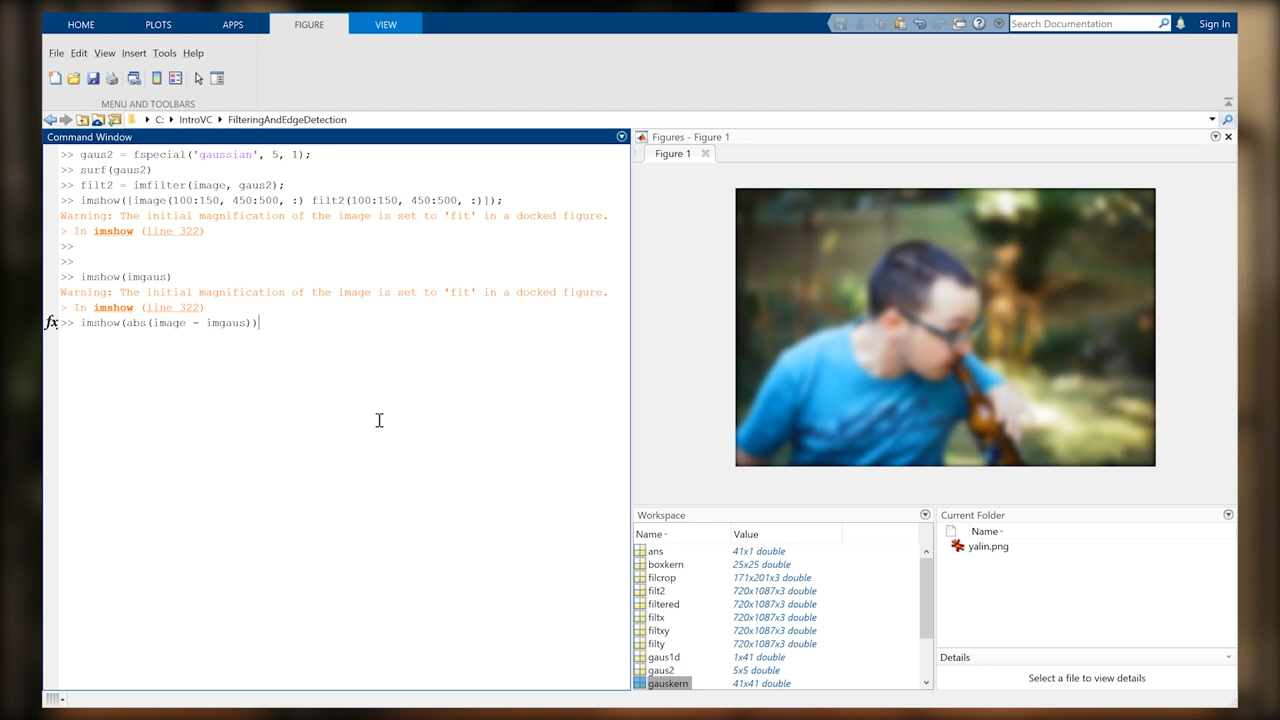 HOME PLOTS APPS FIGURE VIEW Search Documentation Sign In
File Edit View Insert Tools Help
MENU AND TOOLBARS
C: IntroVC FilteringAndEdgeDetection
Command Window
>> gaus2 = fspecial('gaussian', 5, 1);
>> surf(gaus2)
>> filt2 = imfilter(image, gaus2);
>> imshow([image(100:150, 450:500, :) filt2(100:150, 450:500, :)]);
Warning: The initial magnification of the image is set to 'fit' in a docked figure.
> In imshow (line 322)
>>
>>
>> imshow(imgaus)
Warning: The initial magnification of the image is set to 'fit' in a docked figure.
> In imshow (line 322)
fx >> imshow(abs(image - imgaus))
Figures - Figure 1
Figure 1
Workspace
Name Value
ans 41x1 double
boxkern 25x25 double
filcrop 171x201x3 double
filt2 720x1087x3 double
filtered 720x1087x3 double
filtx 720x1087x3 double
filtxy 720x1087x3 double
filty 720x1087x3 double
gaus1d 1x41 double
gaus2 5x5 double
gauskern 41x41 double
Current Folder
Name
yalin.png
Details
Select a file to view details